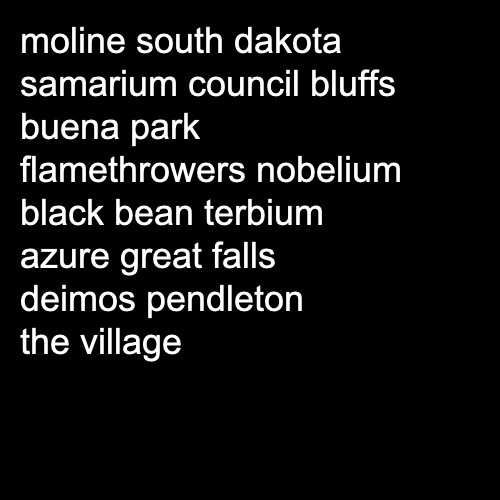 moline south dakota
samarium council bluffs
buena park
flamethrowers nobelium
black bean terbium
azure great falls
deimos pendleton
the village